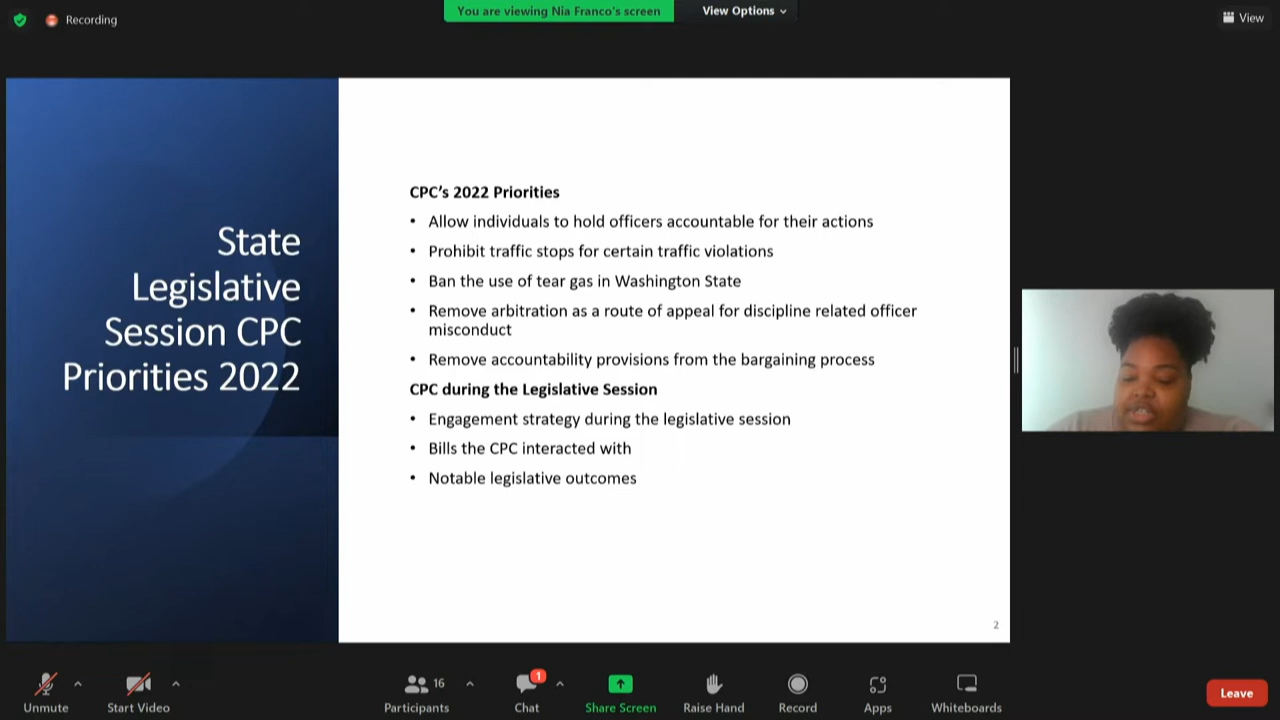 Recording
You are viewing Nia Franco's screen
View Options
View
State
Legislative
Session CPC
Priorities 2022
CPC’s 2022 Priorities
• Allow individuals to hold officers accountable for their actions
• Prohibit traffic stops for certain traffic violations
• Ban the use of tear gas in Washington State
• Remove arbitration as a route of appeal for discipline related officer
misconduct
• Remove accountability provisions from the bargaining process
CPC during the Legislative Session
• Engagement strategy during the legislative session
• Bills the CPC interacted with
• Notable legislative outcomes
2
Unmute
Start Video
16
Participants
1
Chat
Share Screen
Raise Hand
Record
Apps
Whiteboards
Leave